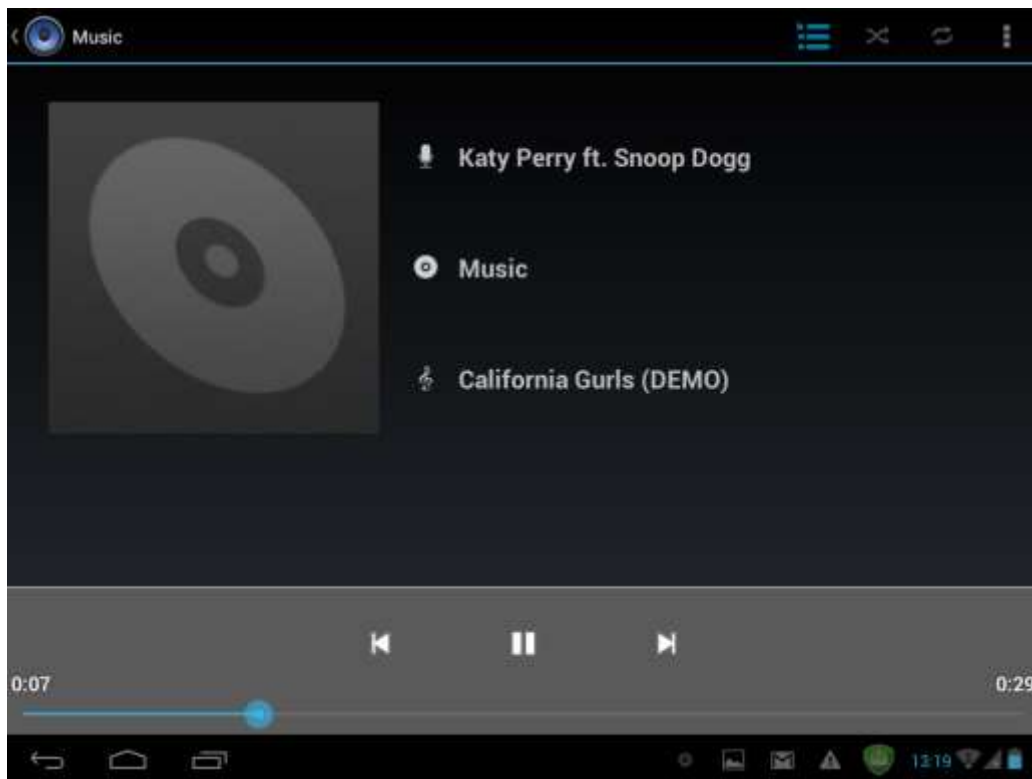 Music
Katy Perry ft. Snoop Dogg
Music
California Gurls (DEMO)
0:07
0:29
13:19